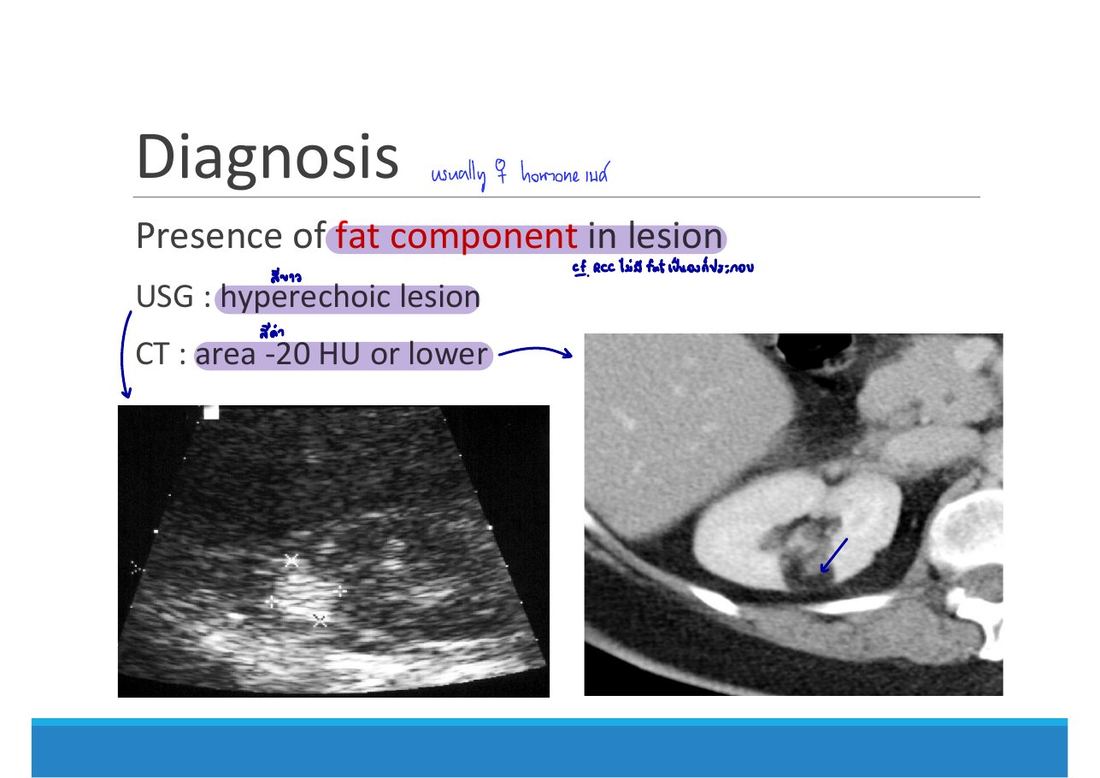 Diagnosis usually ♀ hormone เพศ
Presence of fat component in lesion
cf. RCC ไม่มี fat เป็นองค์ประกอบ
สีขาว
USG : hyperechoic lesion
สีดำ
CT : area -20 HU or lower